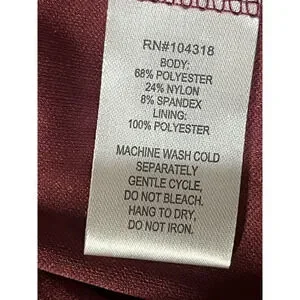 RN#104318
BODY:
68% POLYESTER
24% NYLON
8% SPANDEX
LINING:
100% POLYESTER
MACHINE WASH COLD
SEPARATELY
GENTLE CYCLE,
DO NOT BLEACH.
HANG TO DRY,
DO NOT IRON.